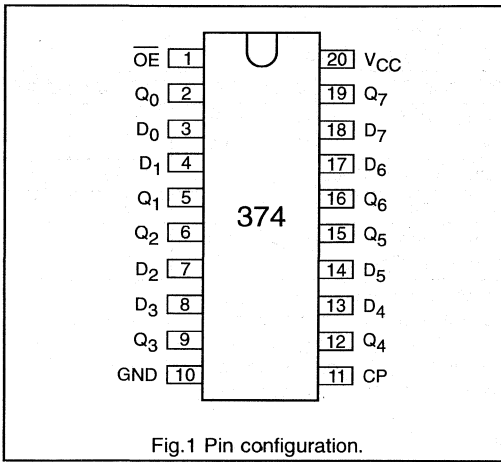 OE 1 20 VCC
Q0 2 19 Q7
D0 3 18 D7
D1 4 17 D6
Q1 5 16 Q6
374
Q2 6 15 Q5
D2 7 14 D5
D3 8 13 D4
Q3 9 12 Q4
GND 10 11 CP
Fig.1 Pin configuration.